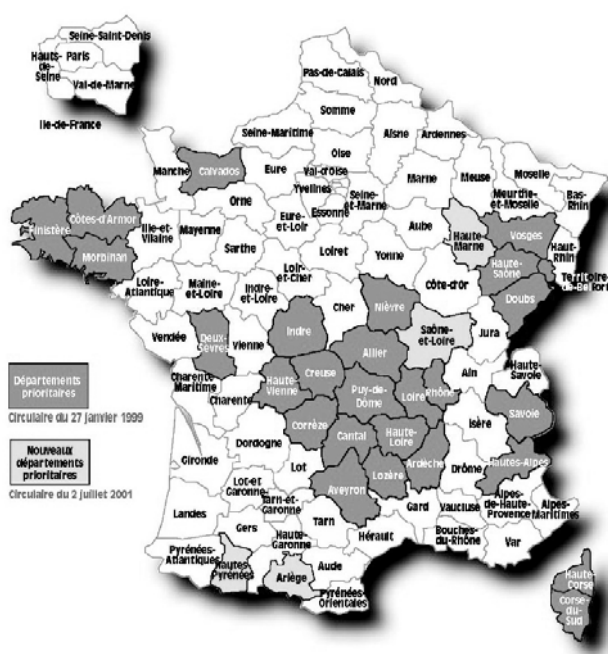 Seine-Saint-Denis
Hauts-
de-
Seine
Paris
Val-de-Marne
Ile-de-France
Pas-de-Calais
Nord
Somme
Seine-Maritime
Aisne
Ardennes
Oise
Manche
Calvados
Eure
Val-d'oise
Yvelines
Essonne
Seine-
et-Marne
Marne
Meuse
Moselle
Meurthe-
et-Moselle
Bas-
Rhin
Orne
Finistère
Côtes-d'Armor
Morbihan
Ille-et-
Vilaine
Mayenne
Sarthe
Eure-
et-Loir
Aube
Haute-
Marne
Vosges
Haut-
Rhin
Haute-
Saône
Territoire-
de-Belfort
Doubs
Loiret
Yonne
Loir-
et-Cher
Loire-
Atlantique
Maine-
et-Loire
Indre-
et-Loire
Cher
Nièvre
Côte-d'Or
Vendée
Deux-
Sèvres
Vienne
Indre
Allier
Saône-
et-Loire
Jura
Départements
prioritaires
Circulaire du 27 janvier 1999
Charente
Maritime
Charente
Haute-
Vienne
Creuse
Puy-de-
Dôme
Loire
Rhône
Ain
Haute-
Savoie
Savoie
Isère
Nouveaux
départements
prioritaires
Circulaire du 2 juillet 2001
Corrèze
Cantal
Haute-
Loire
Ardèche
Drôme
Hautes-Alpes
Dordogne
Gironde
Lot
Lot-et-
Garonne
Tarn-et-
Garonne
Aveyron
Lozère
Gard
Vaucluse
Alpes-
de-Haute-
Provence
Alpes-
Maritimes
Landes
Gers
Tarn
Hérault
Bouches-
du-Rhône
Var
Pyrénées-
Atlantiques
Hautes-
Pyrénées
Haute-
Garonne
Ariège
Aude
Pyrénées-
Orientales
Haute-
Corse
Corse-
du-
Sud